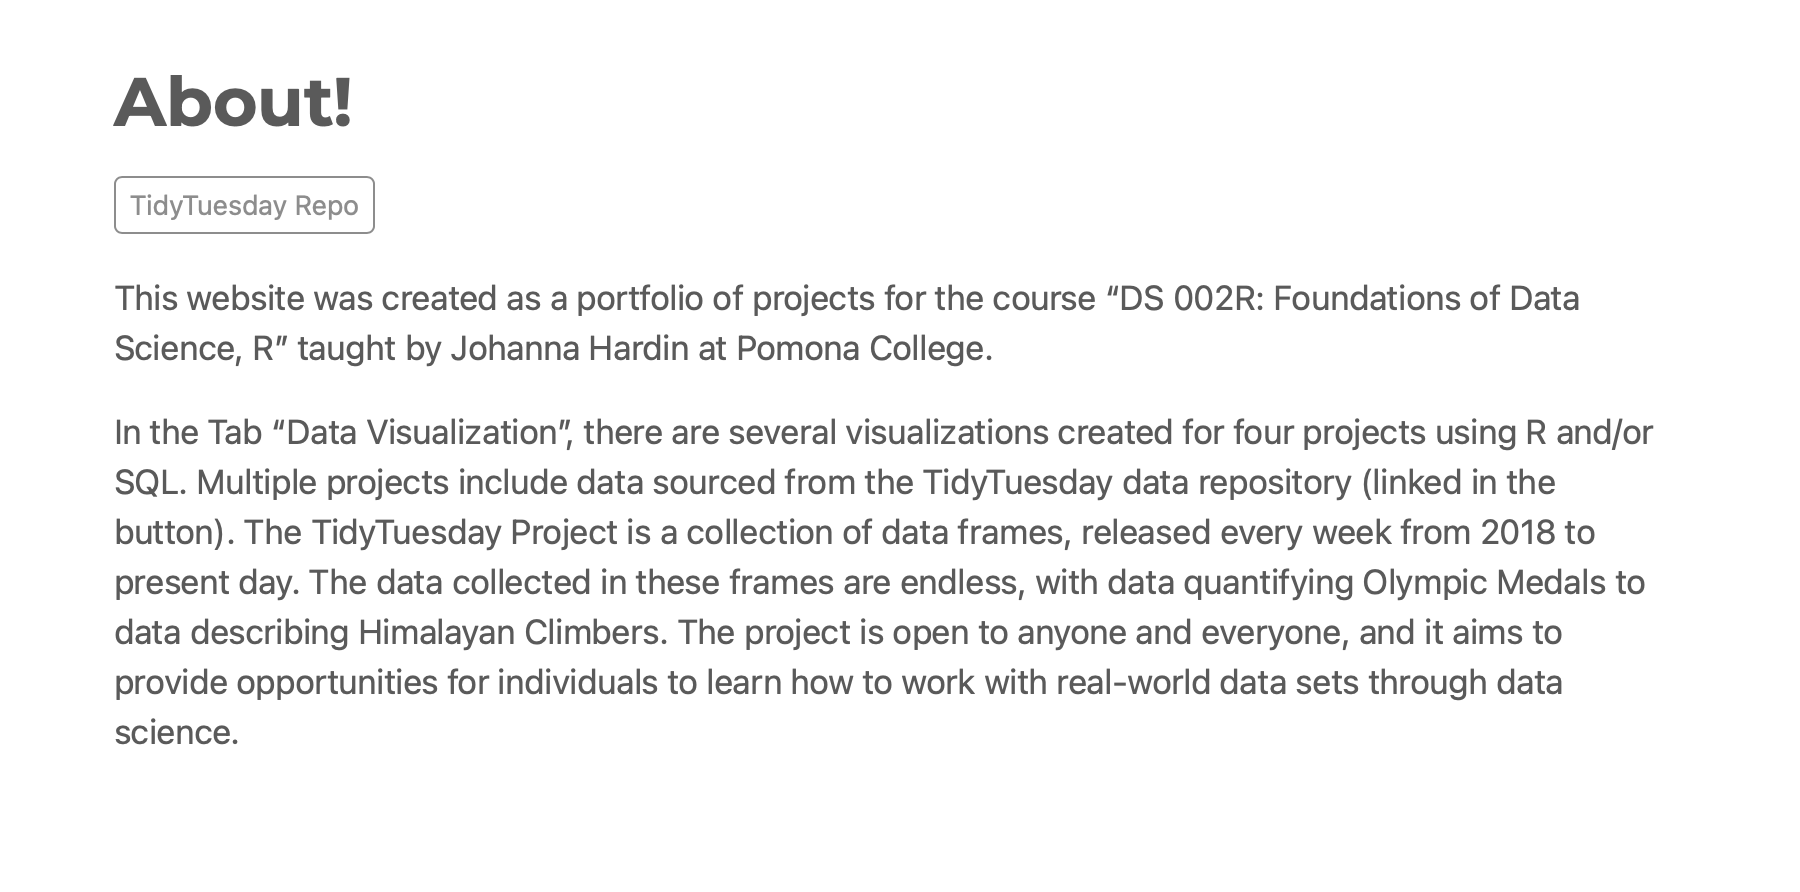 About!
TidyTuesday Repo
This website was created as a portfolio of projects for the course “DS 002R: Foundations of Data
Science, R” taught by Johanna Hardin at Pomona College.
In the Tab “Data Visualization”, there are several visualizations created for four projects using R and/or
SQL. Multiple projects include data sourced from the TidyTuesday data repository (linked in the
button). The TidyTuesday Project is a collection of data frames, released every week from 2018 to
present day. The data collected in these frames are endless, with data quantifying Olympic Medals to
data describing Himalayan Climbers. The project is open to anyone and everyone, and it aims to
provide opportunities for individuals to learn how to work with real-world data sets through data
science.